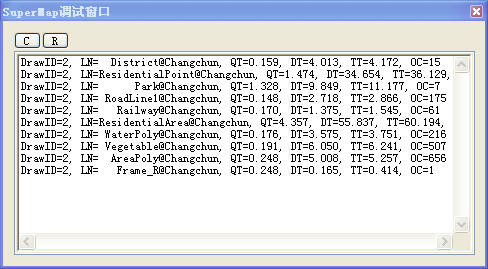 SuperMap调试窗口
C R
DrawID=2, LN=  District@Changchun, QT=0.159, DT=4.013, TT=4.172, OC=15
DrawID=2, LN=ResidentialPoint@Changchun, QT=1.474, DT=34.654, TT=36.129,
DrawID=2, LN=      Park@Changchun, QT=1.328, DT=9.849, TT=11.177, OC=7
DrawID=2, LN= RoadLine1@Changchun, QT=0.148, DT=2.718, TT=2.866, OC=175
DrawID=2, LN=   Railway@Changchun, QT=0.170, DT=1.375, TT=1.545, OC=61
DrawID=2, LN=ResidentialArea@Changchun, QT=4.357, DT=55.837, TT=60.194,
DrawID=2, LN= WaterPoly@Changchun, QT=0.176, DT=3.575, TT=3.751, OC=216
DrawID=2, LN= Vegetable@Changchun, QT=0.191, DT=6.050, TT=6.241, OC=507
DrawID=2, LN=  AreaPoly@Changchun, QT=0.248, DT=5.008, TT=5.257, OC=656
DrawID=2, LN=   Frame_R@Changchun, QT=0.248, DT=0.165, TT=0.414, OC=1